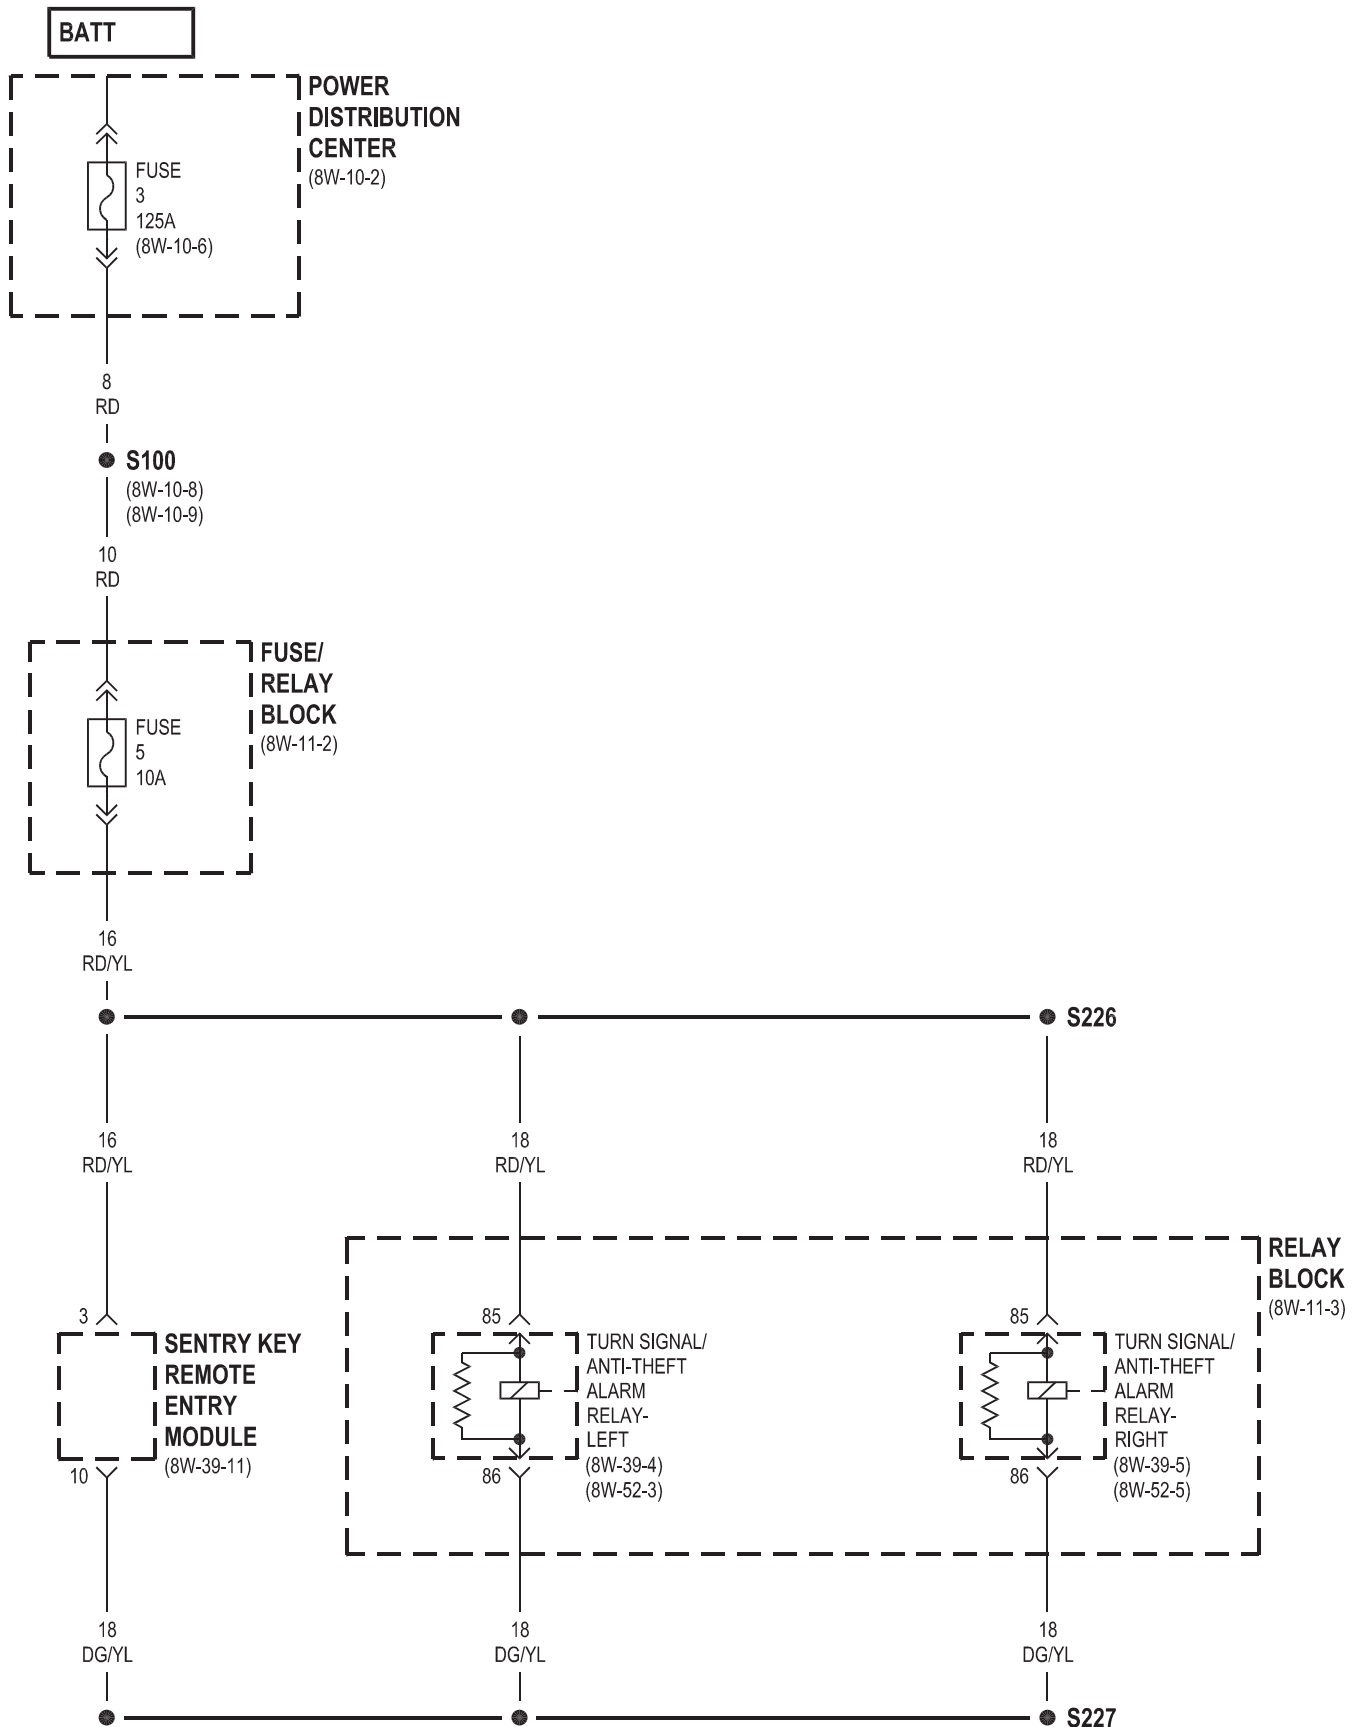 BATT
POWER
DISTRIBUTION
CENTER
(8W-10-2)
FUSE
3
125A
(8W-10-6)
8
RD
S100
(8W-10-8)
(8W-10-9)
10
RD
FUSE/
RELAY
BLOCK
(8W-11-2)
FUSE
5
10A
16
RD/YL
S226
16
RD/YL
18
RD/YL
18
RD/YL
RELAY
BLOCK
(8W-11-3)
3
SENTRY KEY
REMOTE
ENTRY
MODULE
(8W-39-11)
10
85
TURN SIGNAL/
ANTI-THEFT
ALARM
RELAY-
LEFT
(8W-39-4)
(8W-52-3)
86
85
TURN SIGNAL/
ANTI-THEFT
ALARM
RELAY-
RIGHT
(8W-39-5)
(8W-52-5)
86
18
DG/YL
18
DG/YL
18
DG/YL
S227